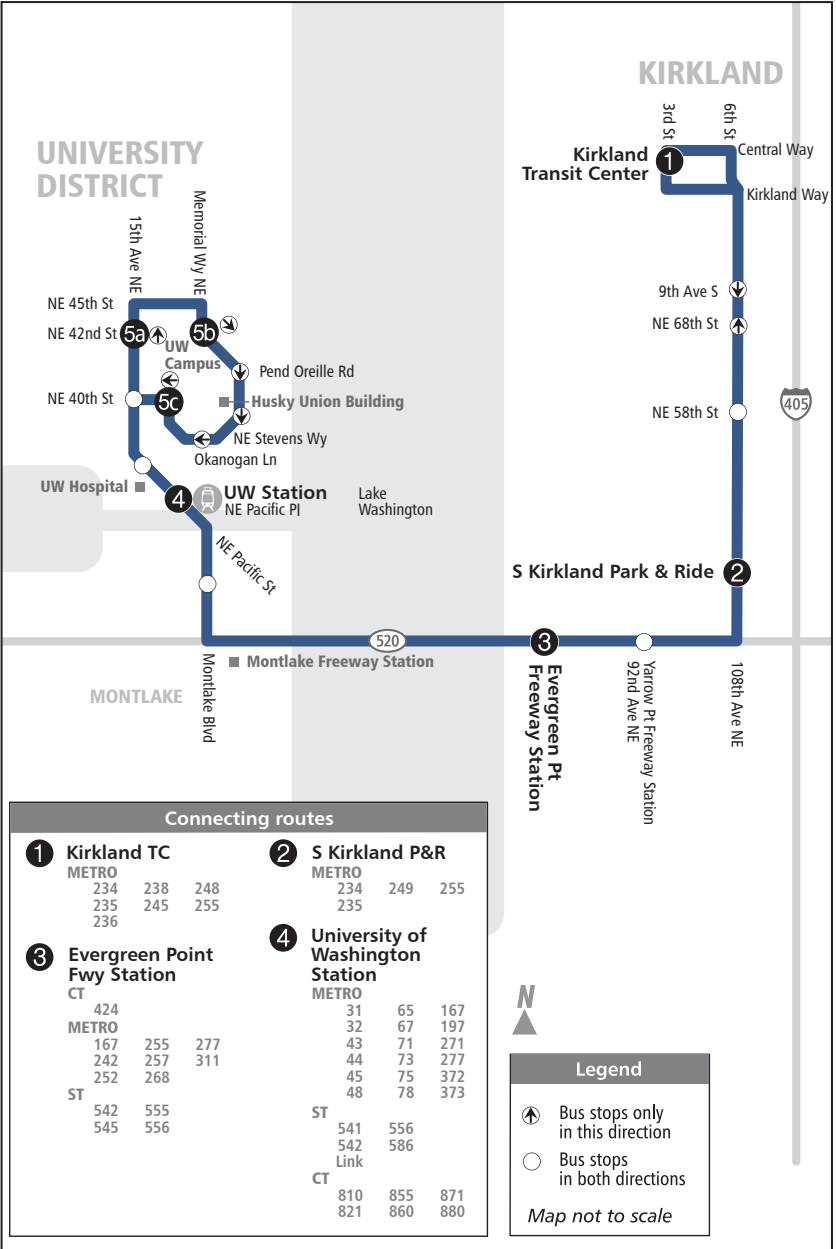 KIRKLAND
3rd St
6th St
Kirkland
Transit Center
1
Central Way
Kirkland Way
UNIVERSITY
DISTRICT
15th Ave NE
Memorial Wy NE
NE 45th St
NE 42nd St
5a
5b
UW
Campus
Pend Oreille Rd
NE 40th St
5c
Husky Union Building
NE Stevens Wy
Okanogan Ln
UW Hospital
4
UW Station
NE Pacific Pl
NE Pacific St
Lake
Washington
9th Ave S
NE 68th St
NE 58th St
405
S Kirkland Park & Ride
2
520
3
Montlake Freeway Station
MONTLAKE
Montlake Blvd
Evergreen Pt
Freeway Station
Yarrow Pt Freeway Station
92nd Ave NE
108th Ave NE
Connecting routes
1 Kirkland TC
METRO
234 238 248
235 245 255
236
2 S Kirkland P&R
METRO
234 249 255
235
3 Evergreen Point
Fwy Station
CT
424
METRO
167 255 277
242 257 311
252 268
ST
542 555
545 556
4 University of
Washington
Station
METRO
31 65 167
32 67 197
43 71 271
44 73 277
45 75 372
48 78 373
ST
541 556
542 586
Link
CT
810 855 871
821 860 880
N
Legend
Bus stops only
in this direction
Bus stops
in both directions
Map not to scale